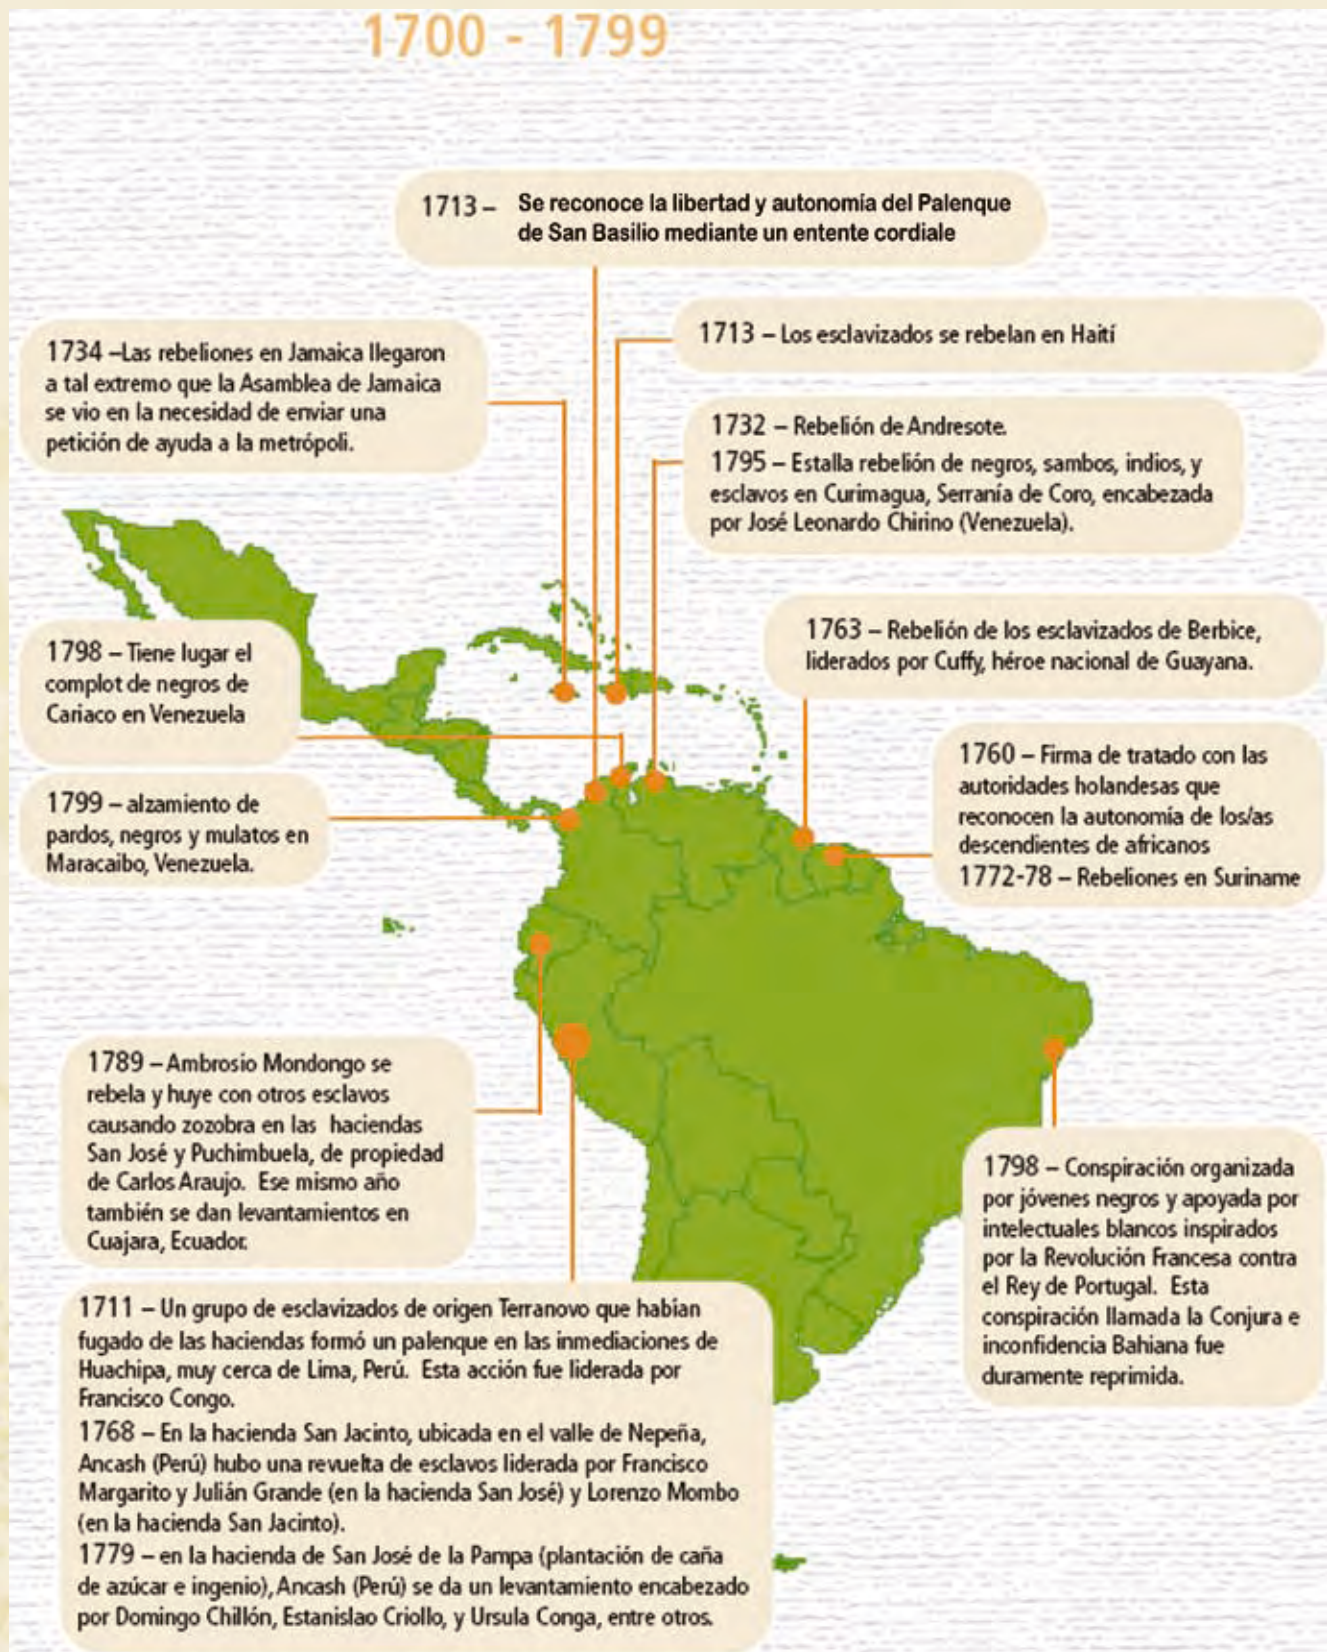 1700 - 1799
1713 – Se reconoce la libertad y autonomía del Palenque
de San Basilio mediante un entente cordiale
1713 – Los esclavizados se rebelan en Haití
1734 –Las rebeliones en Jamaica llegaron
a tal extremo que la Asamblea de Jamaica
se vio en la necesidad de enviar una
petición de ayuda a la metrópoli.
1732 – Rebelión de Andresote.
1795 – Estalla rebelión de negros, sambos, indios, y
esclavos en Curimagua, Serranía de Coro, encabezada
por José Leonardo Chirino (Venezuela).
1763 – Rebelión de los esclavizados de Berbice,
liderados por Cuffy, héroe nacional de Guayana.
1798 – Tiene lugar el
complot de negros de
Cariaco en Venezuela
1760 – Firma de tratado con las
autoridades holandesas que
reconocen la autonomía de los/as
descendientes de africanos
1772-78 – Rebeliones en Suriname
1799 – alzamiento de
pardos, negros y mulatos en
Maracaibo, Venezuela.
1789 – Ambrosio Mondongo se
rebela y huye con otros esclavos
causando zozobra en las haciendas
San José y Puchimbuela, de propiedad
de Carlos Araujo. Ese mismo año
también se dan levantamientos en
Cuajara, Ecuador.
1798 – Conspiración organizada
por jóvenes negros y apoyada por
intelectuales blancos inspirados
por la Revolución Francesa contra
el Rey de Portugal. Esta
conspiración llamada la Conjura e
inconfidencia Bahiana fue
duramente reprimida.
1711 – Un grupo de esclavizados de origen Terranovo que habían
fugado de las haciendas formó un palenque en las inmediaciones de
Huachipa, muy cerca de Lima, Perú. Esta acción fue liderada por
Francisco Congo.
1768 – En la hacienda San Jacinto, ubicada en el valle de Nepeña,
Ancash (Perú) hubo una revuelta de esclavos liderada por Francisco
Margarito y Julián Grande (en la hacienda San José) y Lorenzo Mombo
(en la hacienda San Jacinto).
1779 – en la hacienda de San José de la Pampa (plantación de caña
de azúcar e ingenio), Ancash (Perú) se da un levantamiento encabezado
por Domingo Chillón, Estanislao Criollo, y Ursula Conga, entre otros.